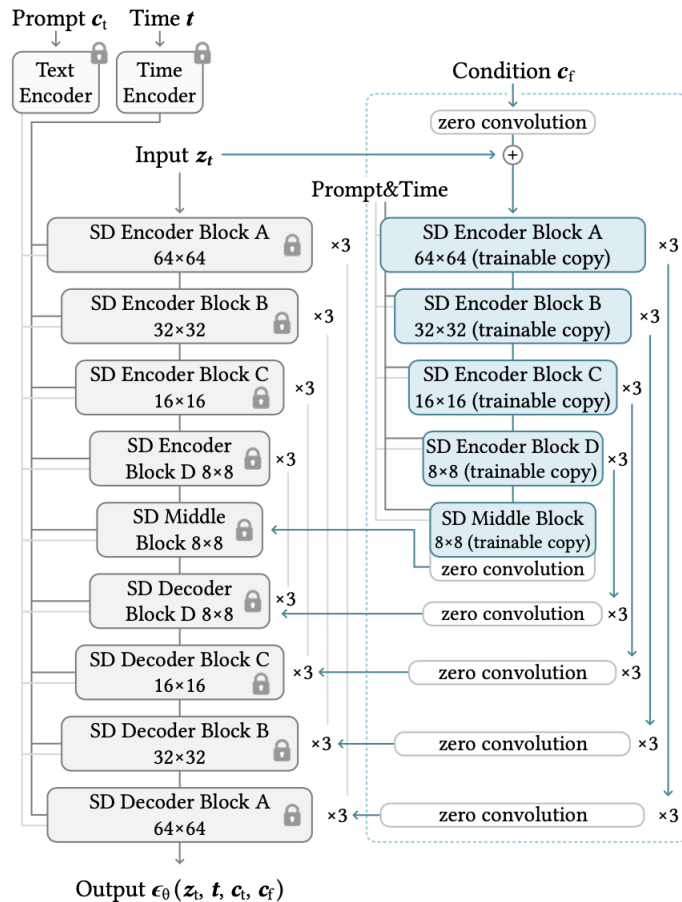 Prompt cₜ
Time t
Text
Encoder
Time
Encoder
Condition c_f
zero convolution
+
Input zₜ
Prompt&Time
SD Encoder Block A
64×64
×3
SD Encoder Block B
32×32
×3
SD Encoder Block C
16×16
×3
SD Encoder
Block D 8×8
×3
SD Middle
Block 8×8
SD Decoder
Block D 8×8
×3
SD Decoder Block C
16×16
×3
SD Decoder Block B
32×32
×3
SD Decoder Block A
64×64
×3
Output ϵ_θ(zₜ, t, cₜ, c_f)
SD Encoder Block A
64×64 (trainable copy)
×3
SD Encoder Block B
32×32 (trainable copy)
×3
SD Encoder Block C
16×16 (trainable copy)
×3
SD Encoder Block D
8×8 (trainable copy)
×3
SD Middle Block
8×8 (trainable copy)
zero convolution
zero convolution
×3
zero convolution
×3
zero convolution
×3
zero convolution
×3